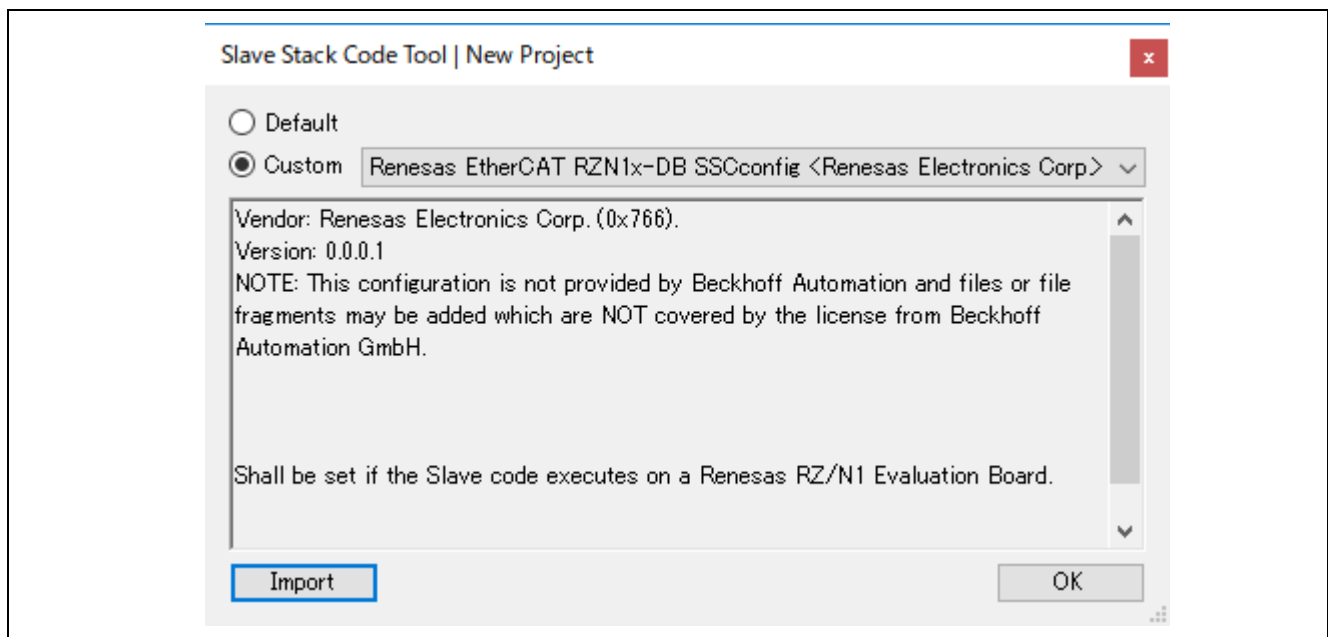 Slave Stack Code Tool | New Project
x
Default
Custom Renesas EtherCAT RZN1x-DB SSCconfig <Renesas Electronics Corp>
Vendor: Renesas Electronics Corp. (0x766).
Version: 0.0.0.1
NOTE: This configuration is not provided by Beckhoff Automation and files or file
fragments may be added which are NOT covered by the license from Beckhoff
Automation GmbH.
Shall be set if the Slave code executes on a Renesas RZ/N1 Evaluation Board.
Import OK